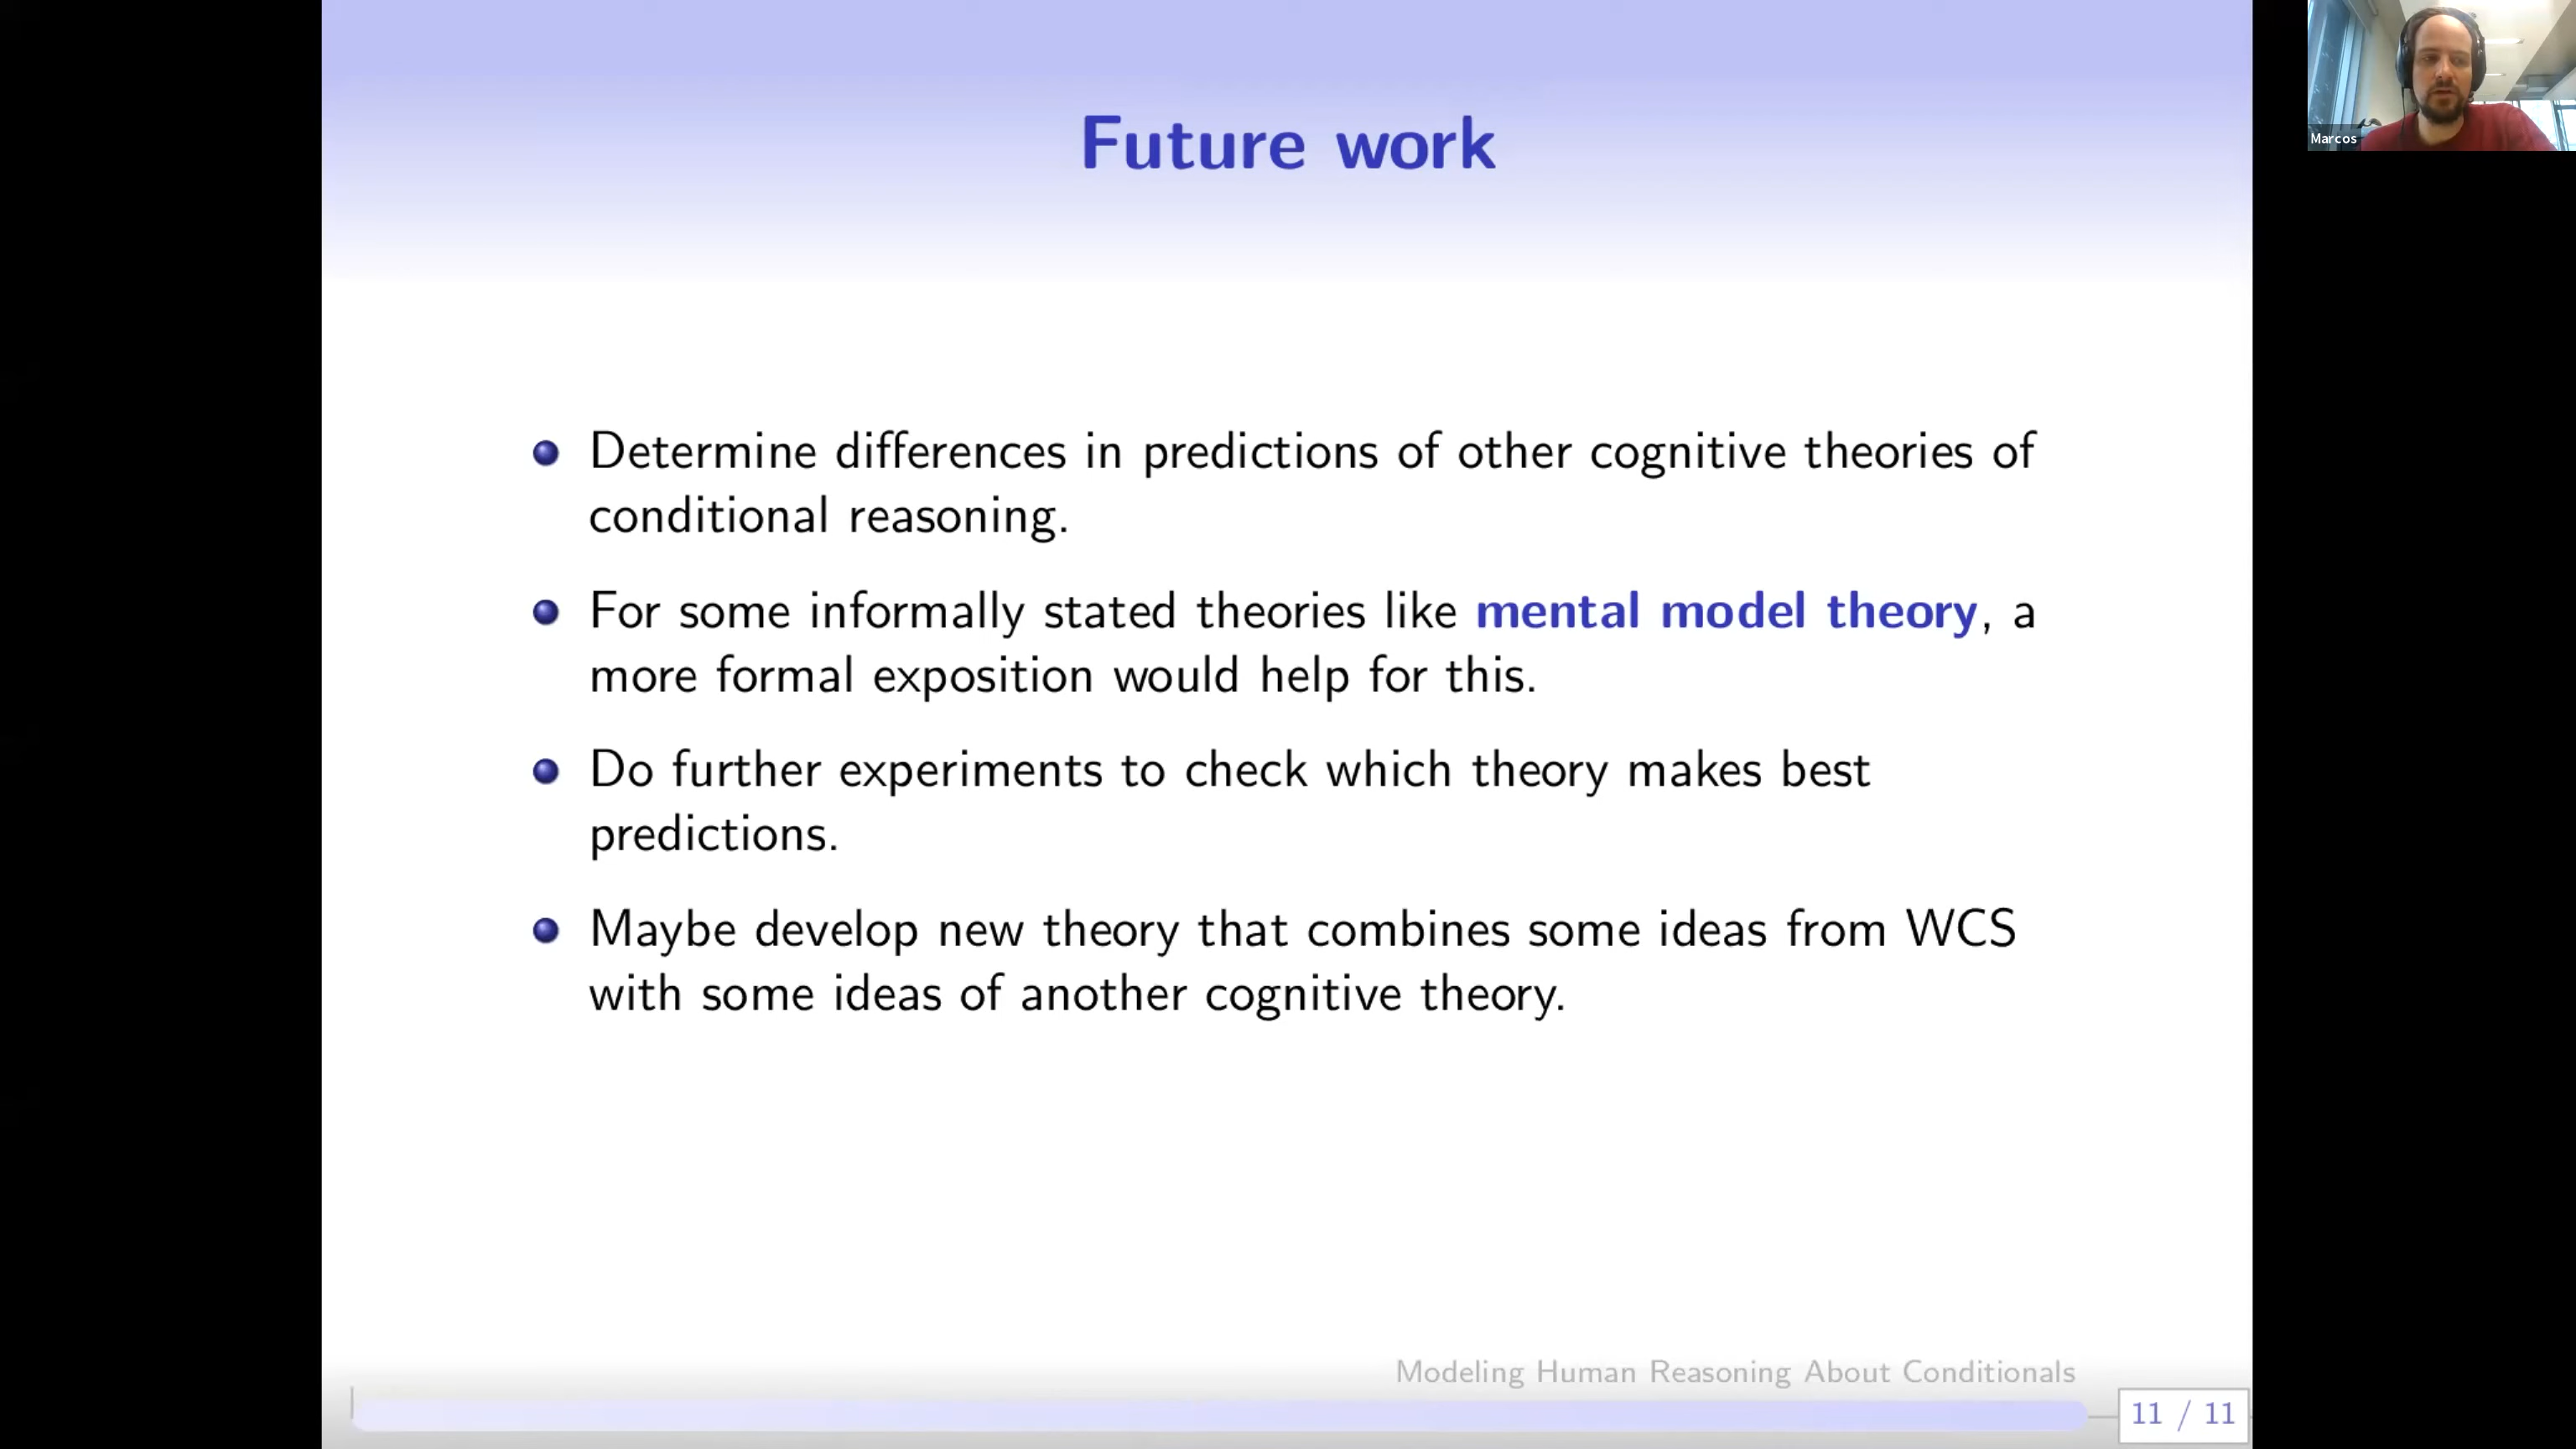 Future work
Marcos
Determine differences in predictions of other cognitive theories of
conditional reasoning.
For some informally stated theories like mental model theory, a
more formal exposition would help for this.
Do further experiments to check which theory makes best
predictions.
Maybe develop new theory that combines some ideas from WCS
with some ideas of another cognitive theory.
Modeling Human Reasoning About Conditionals
11 / 11